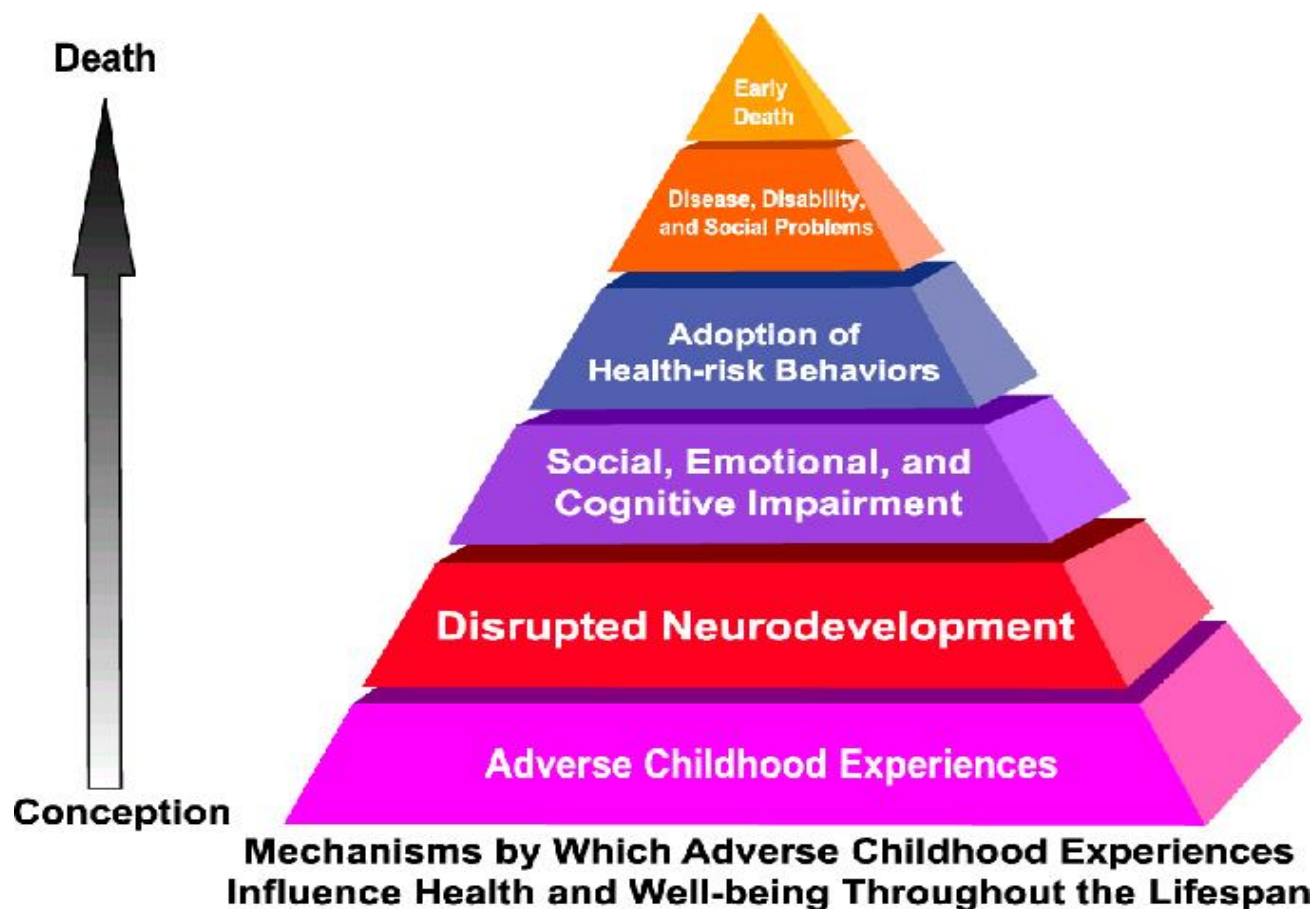 Death
Early
Death
Disease, Disability,
and Social Problems
Adoption of
Health-risk Behaviors
Social, Emotional, and
Cognitive Impairment
Disrupted Neurodevelopment
Adverse Childhood Experiences
Conception
Mechanisms by Which Adverse Childhood Experiences
Influence Health and Well-being Throughout the Lifespan